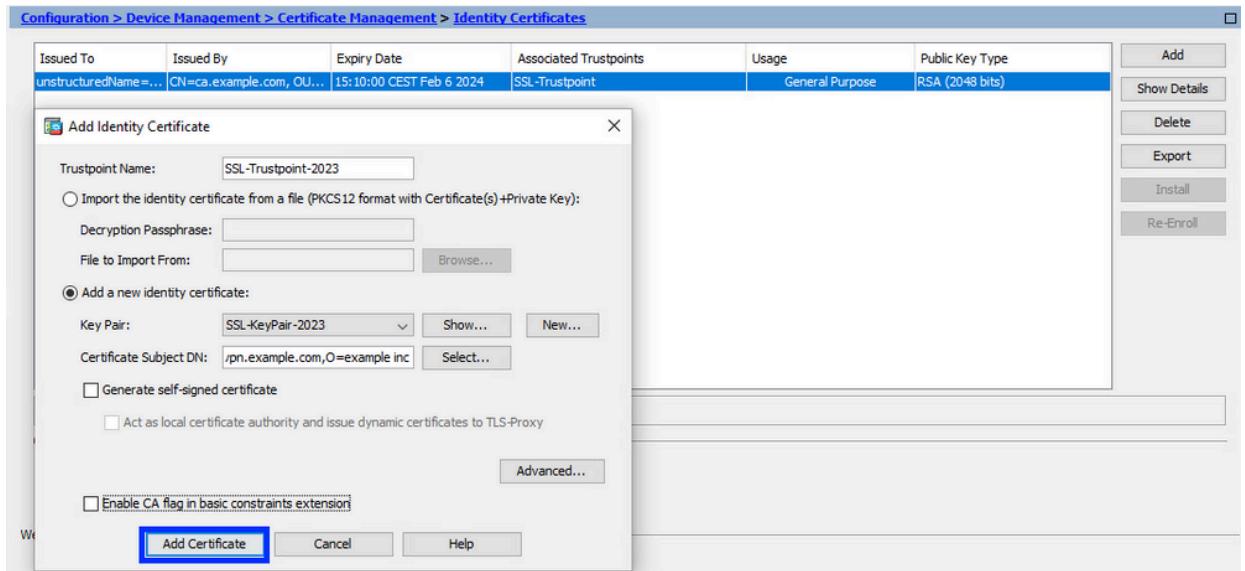 Configuration > Device Management > Certificate Management > Identity Certificates
Issued To Issued By Expiry Date Associated Trustpoints Usage Public Key Type
unstructuredName=... CN=ca.example.com, OU... 15:10:00 CEST Feb 6 2024 SSL-Trustpoint General Purpose RSA (2048 bits)
Add
Show Details
Delete
Export
Install
Re-Enroll
Add Identity Certificate
Trustpoint Name: SSL-Trustpoint-2023
Import the identity certificate from a file (PKCS12 format with Certificate(s)+Private Key):
Decryption Passphrase:
File to Import From: Browse...
Add a new identity certificate:
Key Pair: SSL-KeyPair-2023 Show... New...
Certificate Subject DN: vpn.example.com,O=example inc Select...
Generate self-signed certificate
Act as local certificate authority and issue dynamic certificates to TLS-Proxy
Advanced...
Enable CA flag in basic constraints extension
We
Add Certificate Cancel Help